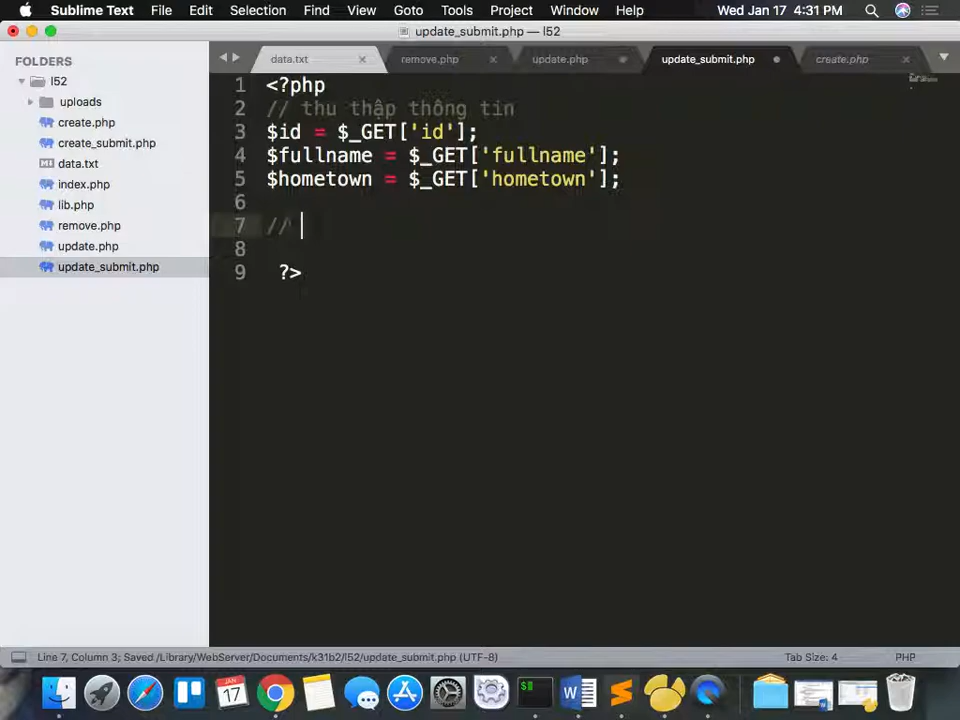 Sublime Text File Edit Selection Find View Goto Tools Project Window Help Wed Jan 17 4:31 PM
update_submit.php — l52
FOLDERS
l52
uploads
create.php
create_submit.php
data.txt
index.php
lib.php
remove.php
update.php
update_submit.php
data.txt remove.php update.php update_submit.php create.php
1 <?php
2 // thu thập thông tin
3 $id = $_GET['id'];
4 $fullname = $_GET['fullname'];
5 $hometown = $_GET['hometown'];
6
7 //
8
9 ?>
Line 7, Column 3; Saved /Library/WebServer/Documents/k31b2/l52/update_submit.php (UTF-8) Tab Size: 4 PHP
JAN
17